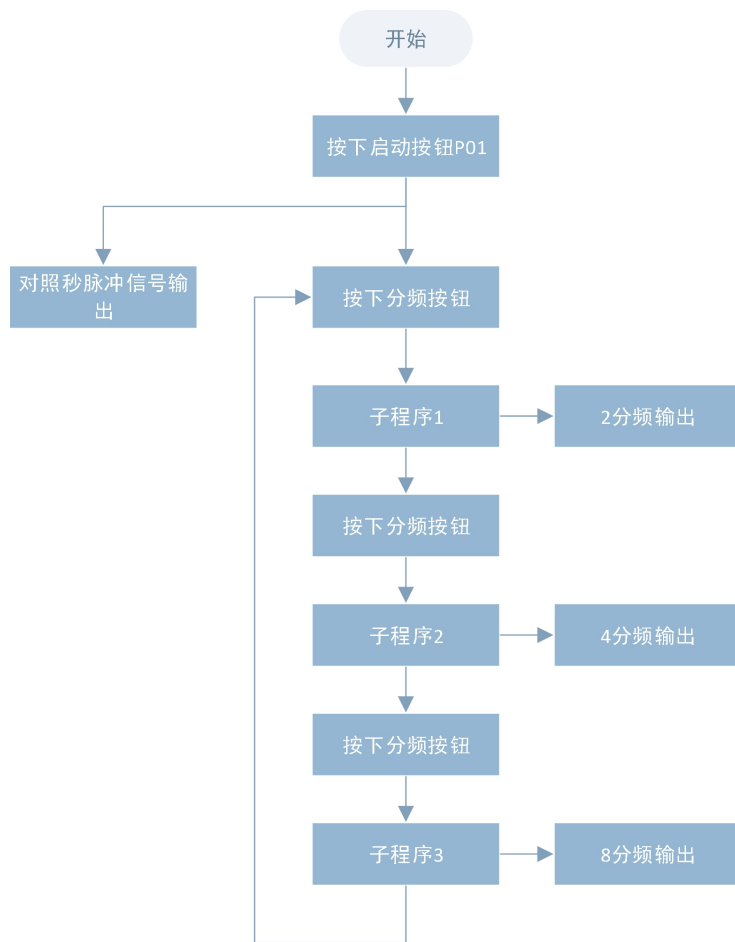 开始
按下启动按钮P01
对照秒脉冲信号输
出
按下分频按钮
子程序1
2分频输出
按下分频按钮
子程序2
4分频输出
按下分频按钮
子程序3
8分频输出